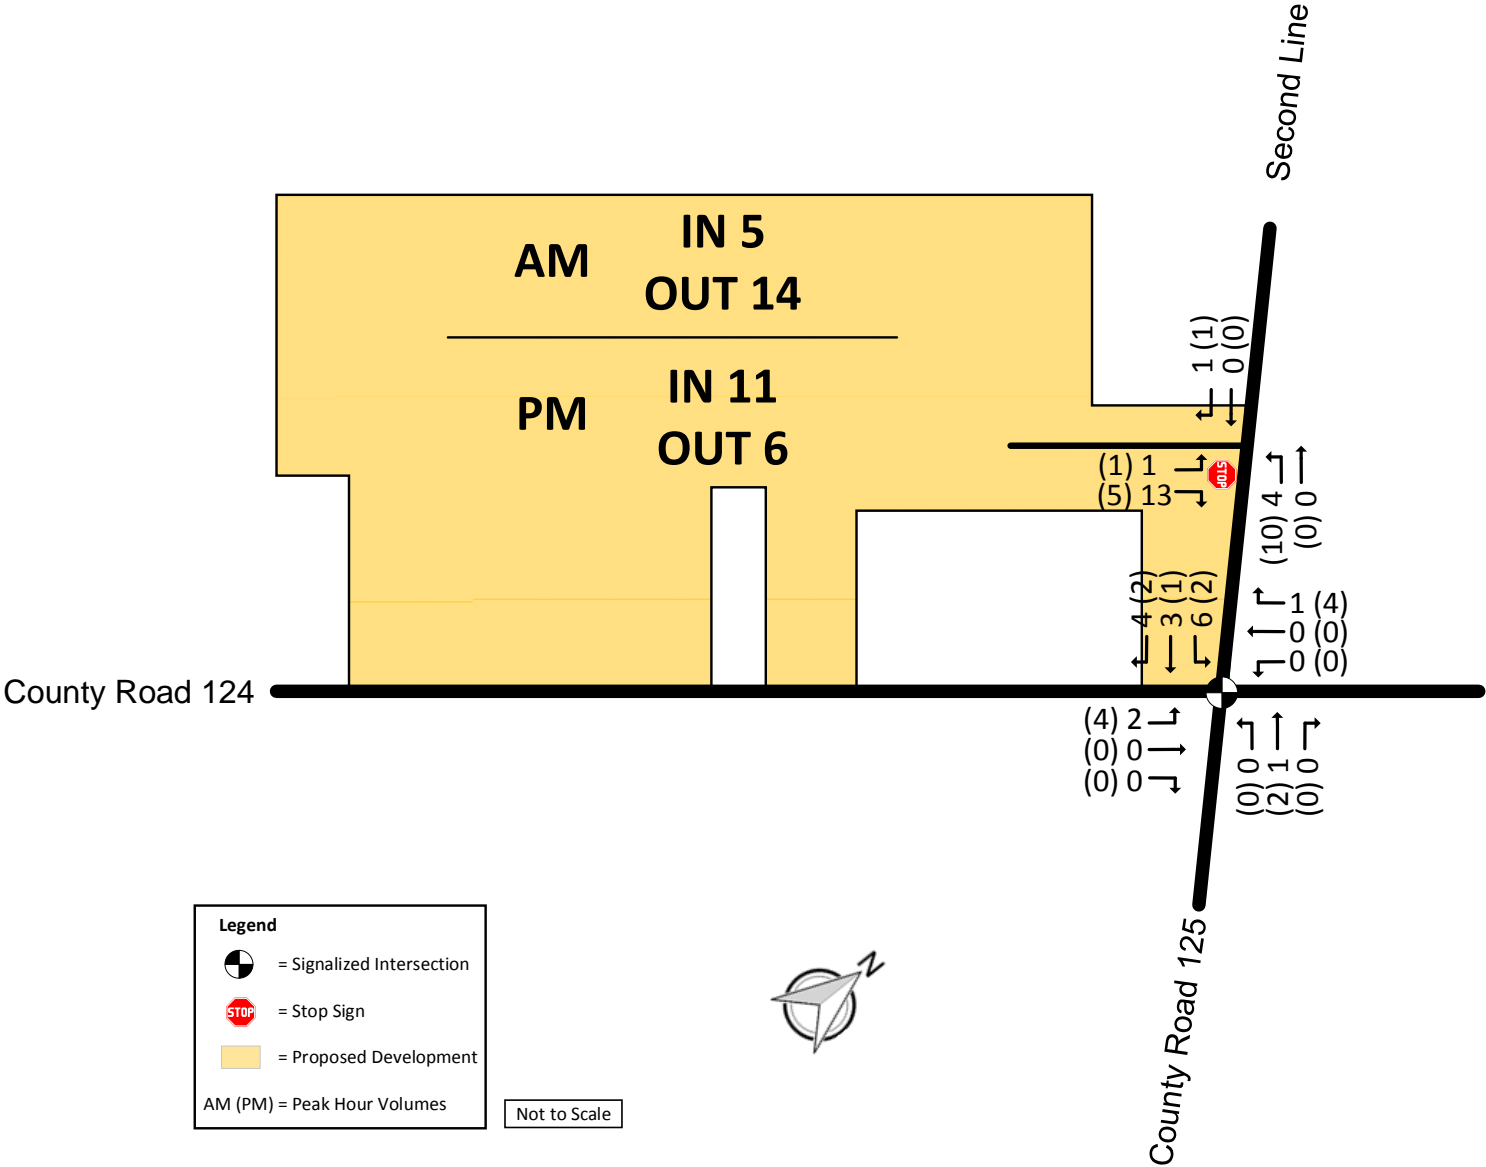 Second Line
IN 5
AM
OUT 14
IN 11
PM
OUT 6
1 (1)
0 (0)
(1) 1
(5) 13
STOP
(10) 4
(0) 0
4 (2)
3 (1)
6 (2)
1 (4)
0 (0)
0 (0)
County Road 124
(4) 2
(0) 0
(0) 0
(0) 0
(2) 1
(0) 0
County Road 125
N
Legend
= Signalized Intersection
STOP = Stop Sign
= Proposed Development
AM (PM) = Peak Hour Volumes
Not to Scale